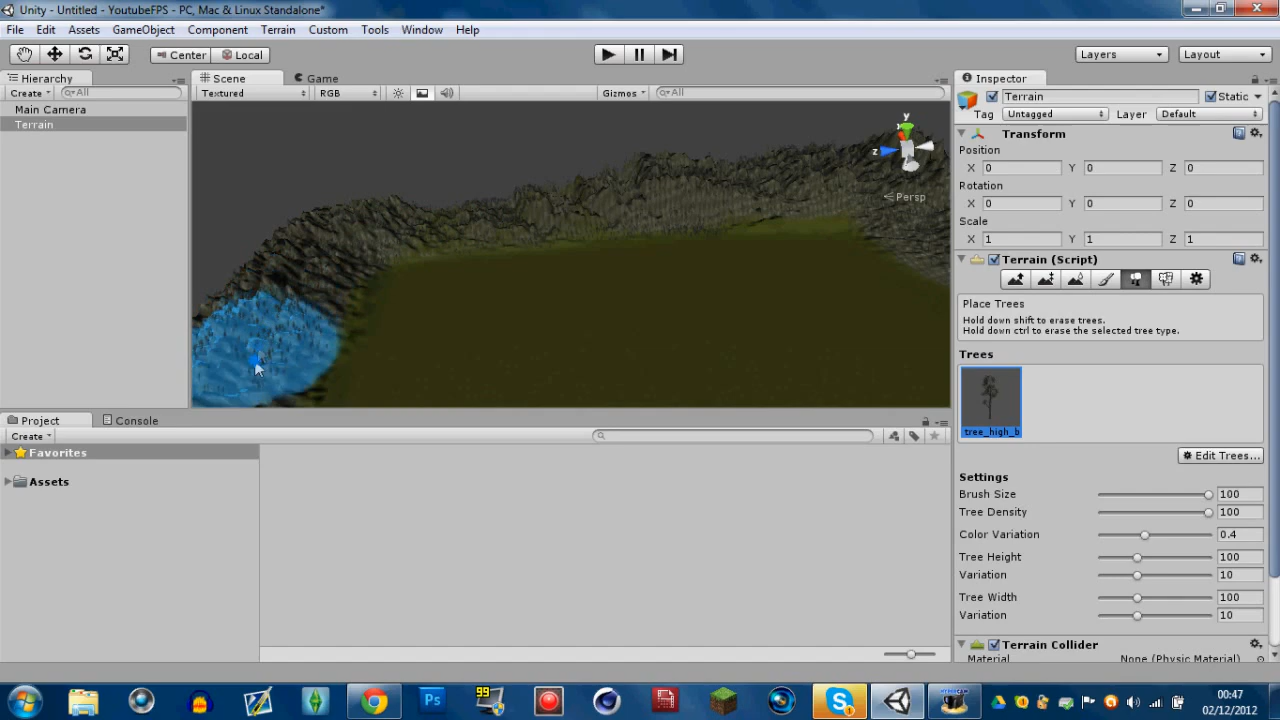 Unity - Untitled - YoutubeFPS - PC, Mac & Linux Standalone*
File Edit Assets GameObject Component Terrain Custom Tools Window Help
Center Local Layers Layout
Hierarchy
Create All
Main Camera
Terrain
Scene Game
Textured RGB Gizmos All
y
z
Persp
Inspector
Terrain Static
Tag Untagged Layer Default
Transform
Position
X 0 Y 0 Z 0
Rotation
X 0 Y 0 Z 0
Scale
X 1 Y 1 Z 1
Terrain (Script)
Place Trees
Hold down shift to erase trees.
Hold down ctrl to erase the selected tree type.
Trees
tree_high_b
Edit Trees...
Settings
Brush Size 100
Tree Density 100
Color Variation 0.4
Tree Height 100
Variation 10
Tree Width 100
Variation 10
Terrain Collider
Material None (Physic Material)
Project Console
Create
Favorites
Assets
Ps
99
00:47
02/12/2012